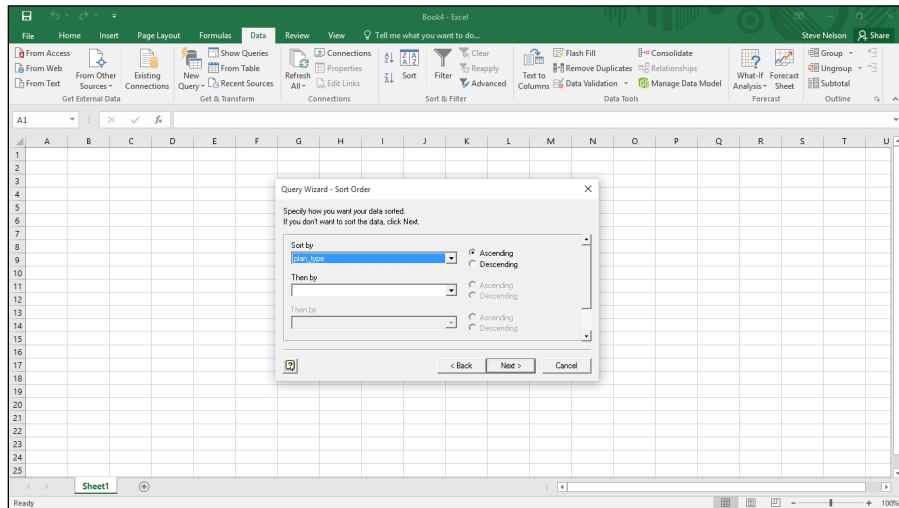 Book4 - Excel
File Home Insert Page Layout Formulas Data Review View Tell me what you want to do... Steve Nelson Share
From Access
From Web
From Text
From Other Sources
Existing Connections
Get External Data
New Query
Show Queries
From Table
Recent Sources
Get & Transform
Refresh All
Connections
Properties
Edit Links
Connections
Sort
Filter
Clear
Reapply
Advanced
Sort & Filter
Text to Columns
Flash Fill
Remove Duplicates
Data Validation
Consolidate
Relationships
Manage Data Model
Data Tools
What-If Analysis
Forecast Sheet
Forecast
Group
Ungroup
Subtotal
Outline
A1 fx
A B C D E F G H I J K L M N O P Q R S T U
1
2
3
4
5
6
7
8
9
10
11
12
13
14
15
16
17
18
19
20
21
22
23
24
25
Query Wizard - Sort Order
Specify how you want your data sorted.
If you don't want to sort the data, click Next.
Sort by
plan_type
Ascending
Descending
Then by
Ascending
Descending
Then by
Ascending
Descending
< Back Next > Cancel
Sheet1
Ready 100%